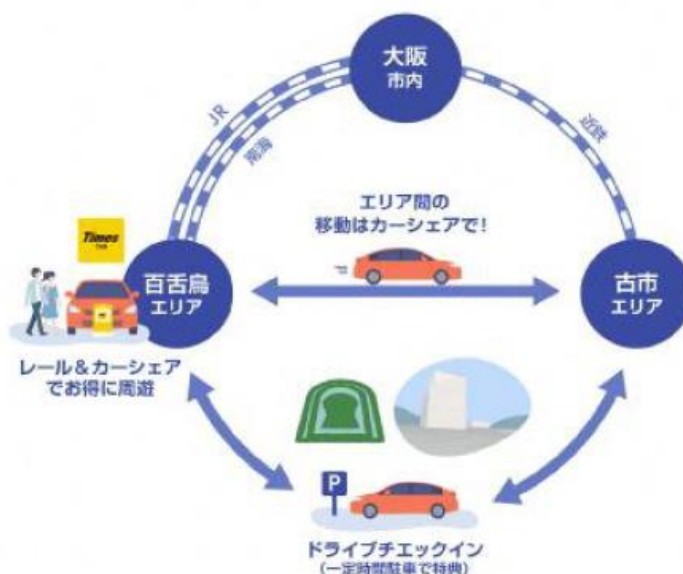 大阪
市内
JR
南海
近鉄
エリア間の
移動はカーシェアで!
Times
百舌鳥
エリア
古市
エリア
レール&カーシェア
でお得に周遊
P
ドライブチェックイン
(一定時間駐車で特典)